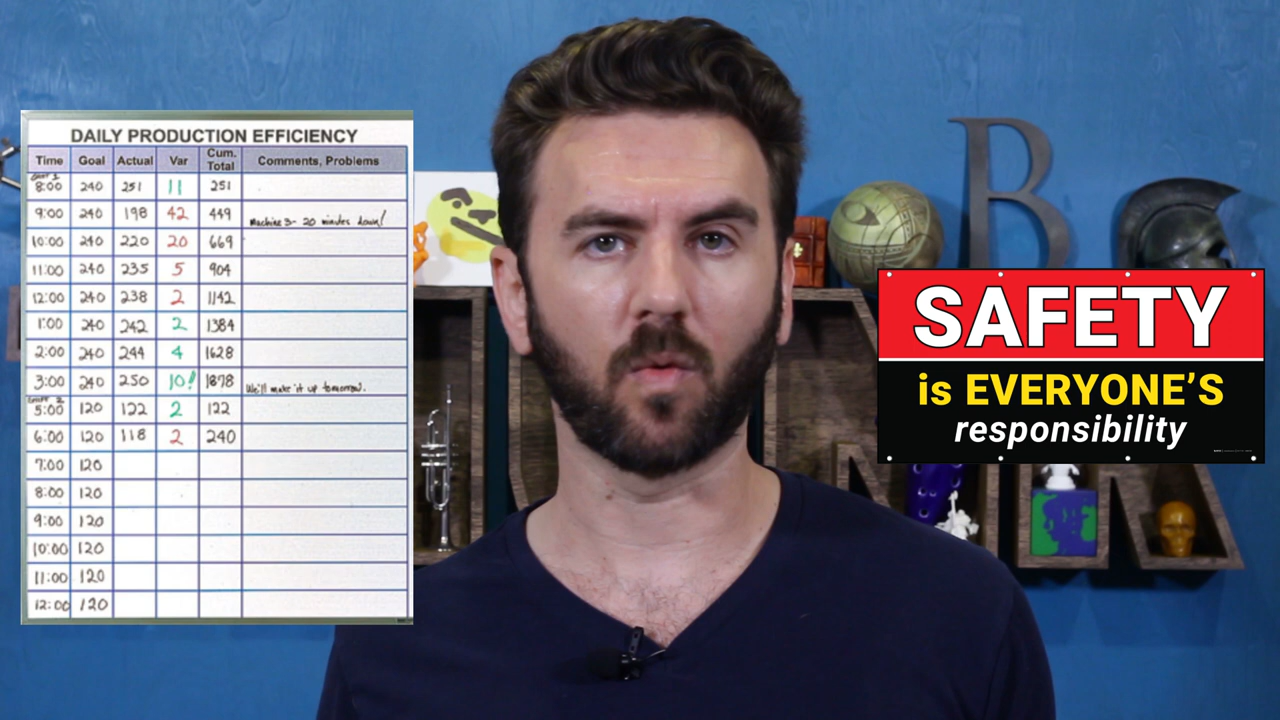 DAILY PRODUCTION EFFICIENCY
Time Goal Actual Var Cum. Total Comments, Problems
8:00 240 251 11 251
9:00 240 198 42 449 Machine 3- 20 minutes down!
10:00 240 220 20 669
11:00 240 235 5 904
12:00 240 238 2 1142
1:00 240 242 2 1384
2:00 240 244 4 1628
3:00 240 250 10! 1878 We'll make it up tomorrow.
5:00 120 122 2 122
6:00 120 118 2 240
7:00 120
8:00 120
9:00 120
10:00 120
11:00 120
12:00 120
B
SAFETY
is EVERYONE'S
responsibility